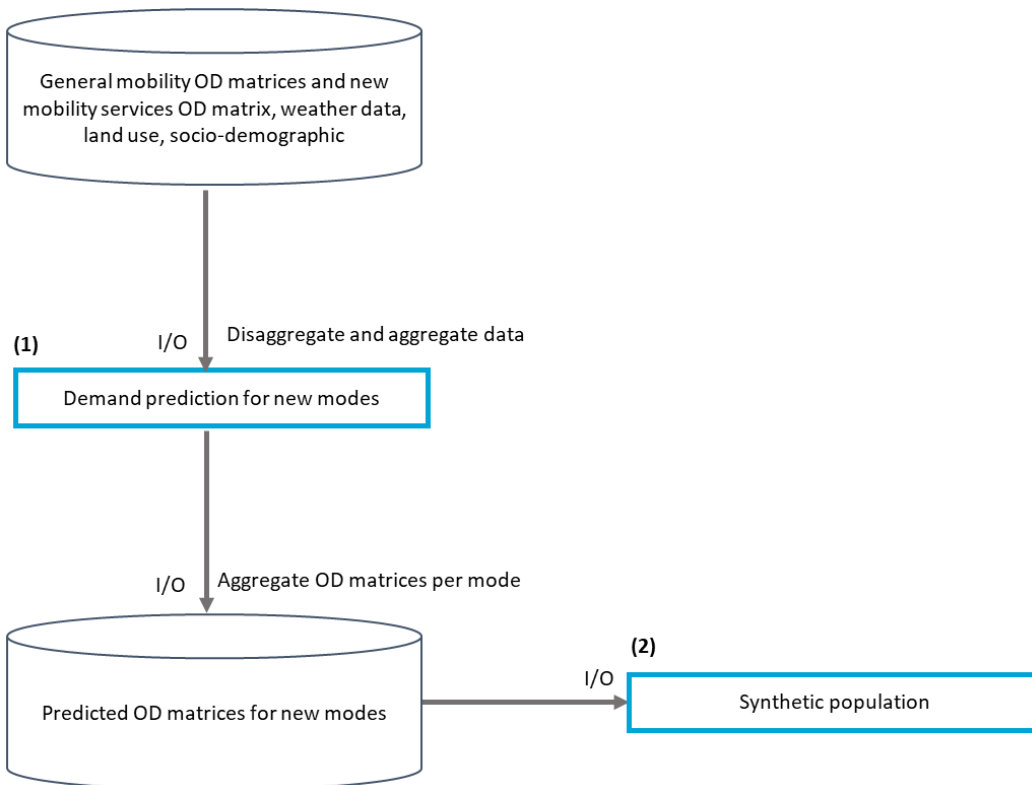 General mobility OD matrices and new
mobility services OD matrix, weather data,
land use, socio-demographic
Disaggregate and aggregate data
(1)
I/O
Demand prediction for new modes
I/O
Aggregate OD matrices per mode
(2)
I/O
Predicted OD matrices for new modes
Synthetic population